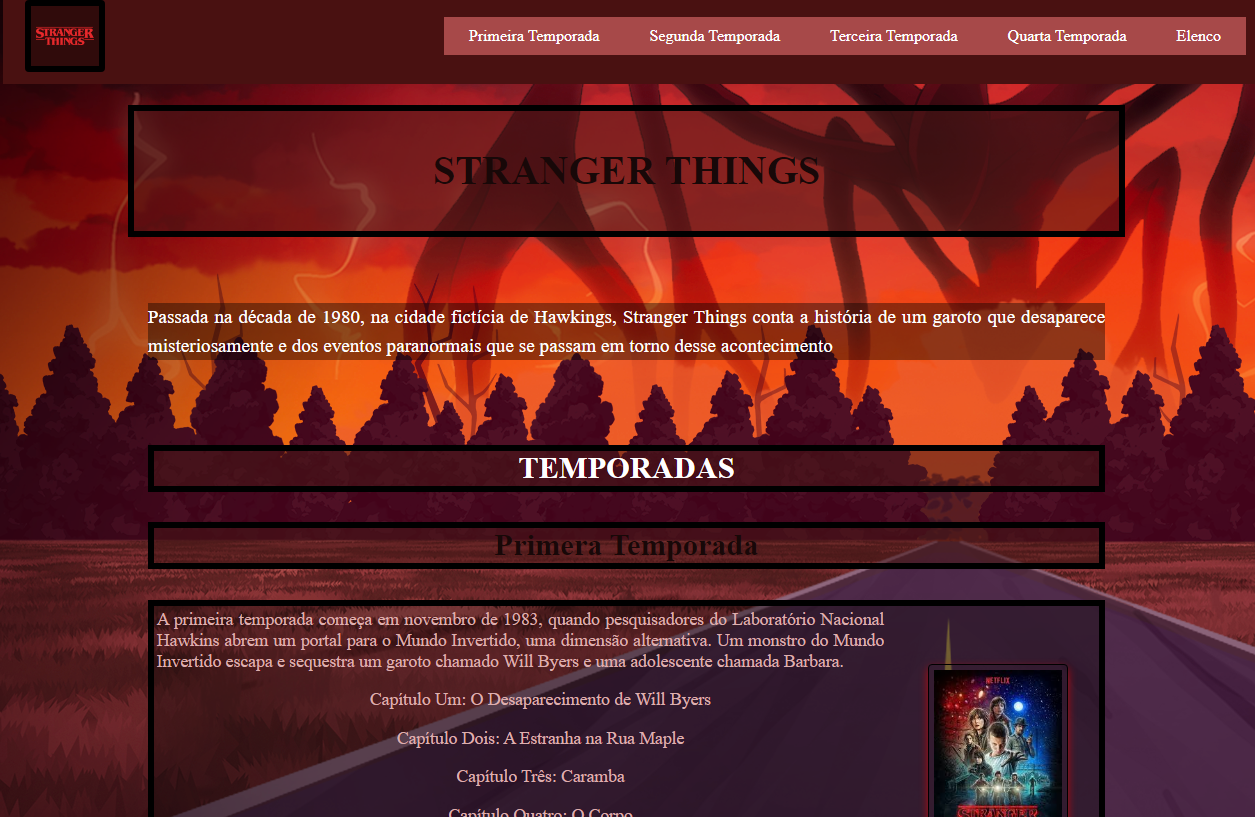 STRANGER
THINGS
Primeira Temporada Segunda Temporada Terceira Temporada Quarta Temporada Elenco
STRANGER THINGS
Passada na década de 1980, na cidade fictícia de Hawkings, Stranger Things conta a história de um garoto que desaparece
misteriosamente e dos eventos paranormais que se passam em torno desse acontecimento
TEMPORADAS
Primera Temporada
A primeira temporada começa em novembro de 1983, quando pesquisadores do Laboratório Nacional
Hawkins abrem um portal para o Mundo Invertido, uma dimensão alternativa. Um monstro do Mundo
Invertido escapa e sequestra um garoto chamado Will Byers e uma adolescente chamada Barbara.
Capítulo Um: O Desaparecimento de Will Byers
Capítulo Dois: A Estranha na Rua Maple
Capítulo Três: Caramba
Capítulo Quatro: O Corpo
NETFLIX
STRANGER